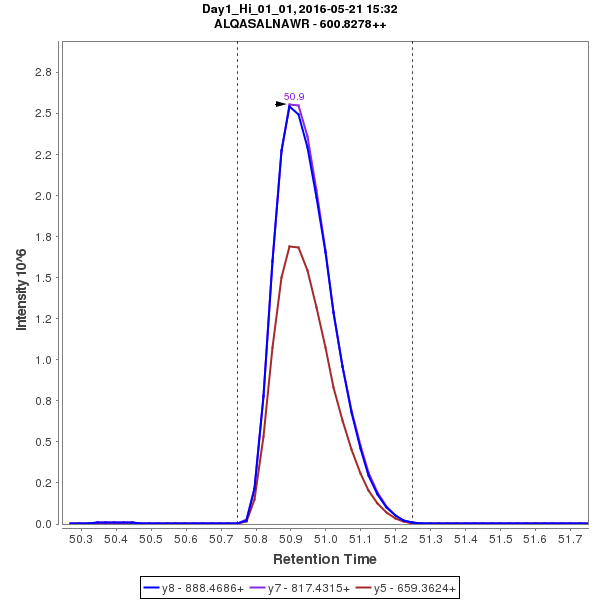 Day1_Hi_01_01, 2016-05-21 15:32
ALQASALNAWR - 600.8278++
50.9
2.8
2.5
2.2
2.0
1.8
1.5
1.2
1.0
0.8
0.5
0.2
0.0
Intensity 10^6
50.3 50.4 50.5 50.6 50.7 50.8 50.9 51.0 51.1 51.2 51.3 51.4 51.5 51.6 51.7
Retention Time
y8 - 888.4686+ y7 - 817.4315+ y5 - 659.3624+